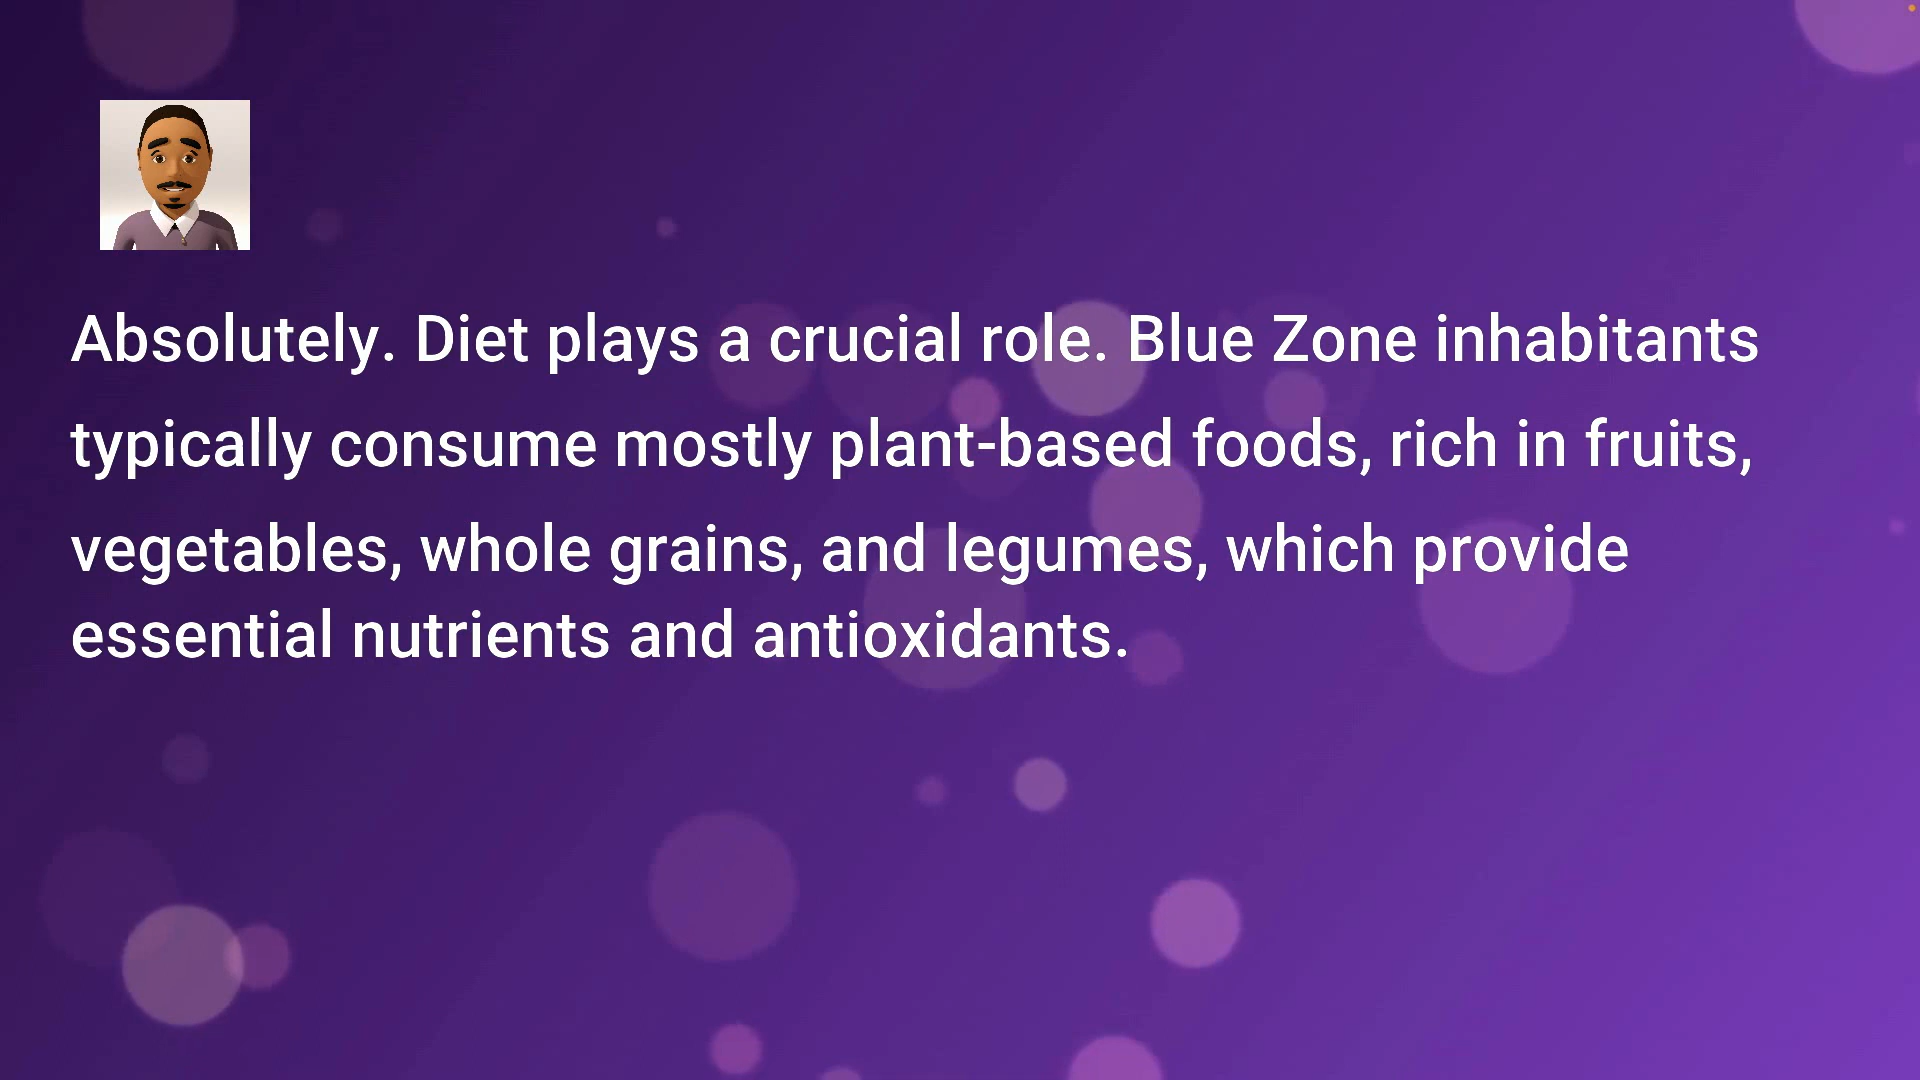 Absolutely. Diet plays a crucial role. Blue Zone inhabitants
typically consume mostly plant-based foods, rich in fruits,
vegetables, whole grains, and legumes, which provide
essential nutrients and antioxidants.